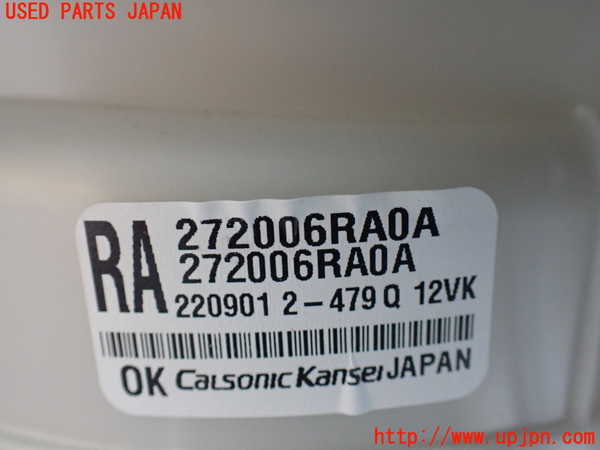 USED PARTS JAPAN
RA
272006RA0A
272006RA0A
220901 2-479 Q 12VK
OK CALSONIC KANSEI JAPAN
http://www.upjpn.com/